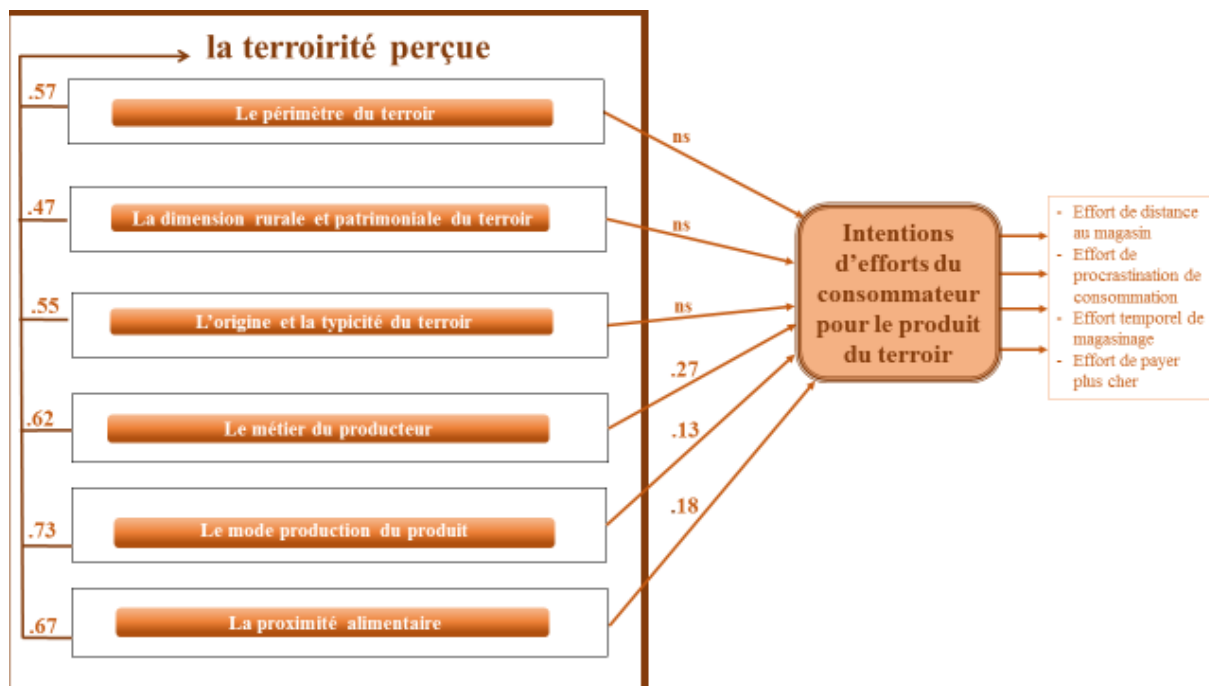 la terroirité perçue
.57
Le périmètre du terroir
ns
.47
La dimension rurale et patrimoniale du terroir
ns
.55
L'origine et la typicité du terroir
ns
.62
Le métier du producteur
.27
.73
Le mode production du produit
.13
.67
La proximité alimentaire
.18
Intentions
d'efforts du
consommateur
pour le produit
du terroir
- Effort de distance
au magasin
- Effort de
procrastination de
consommation
- Effort temporel de
magasinage
- Effort de payer
plus cher